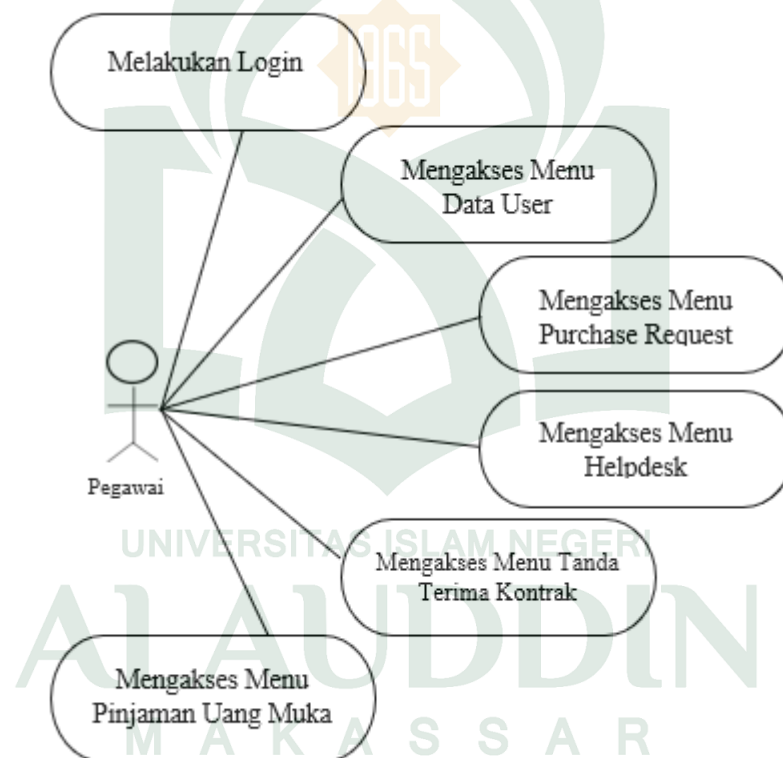 1965
Melakukan Login
Mengakses Menu
Data User
Mengakses Menu
Purchase Request
Mengakses Menu
Helpdesk
Pegawai
UNIVERSITAS ISLAM NEGERI
Mengakses Menu Tanda
Terima Kontrak
ALAUDDIN
Mengakses Menu
Pinjaman Uang Muka
MAKASSAR